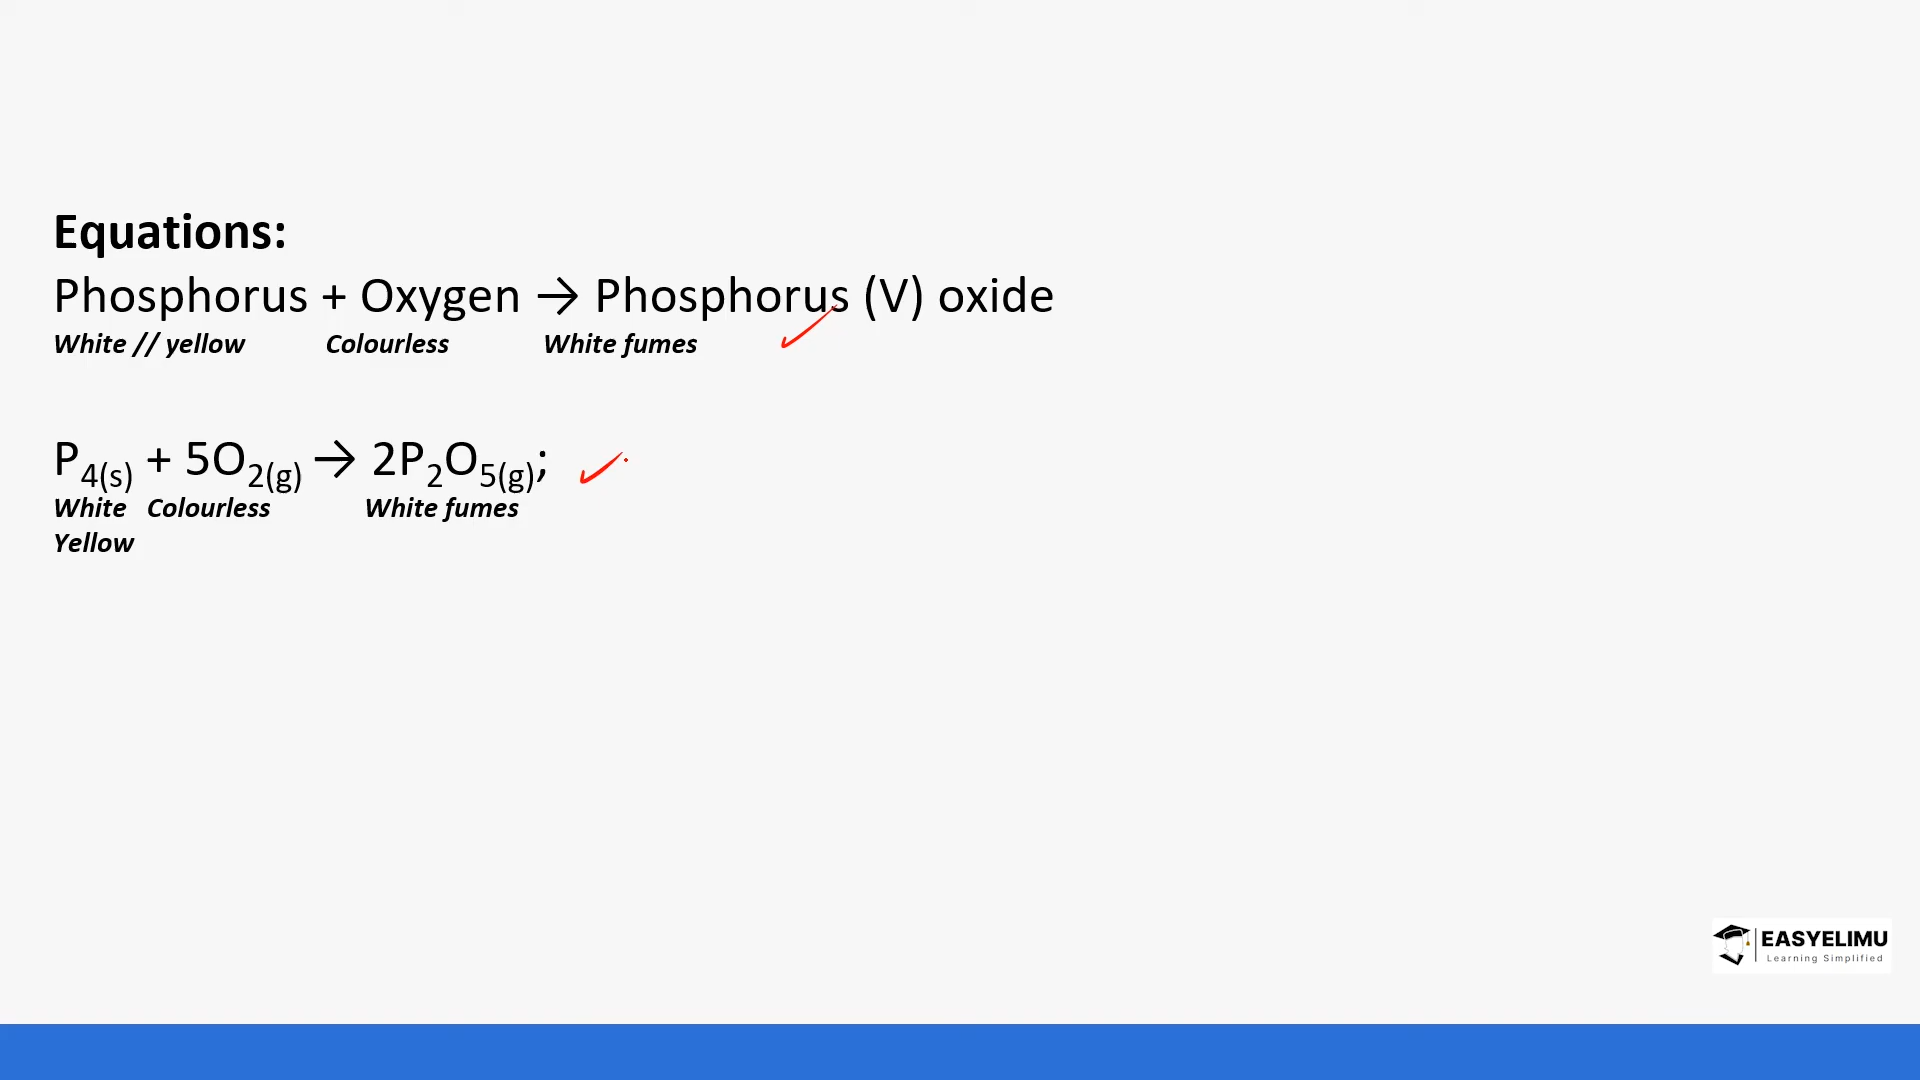 Equations:
Phosphorus + Oxygen → Phosphorus (V) oxide
White // yellow Colourless White fumes
P₄₍ₛ₎ + 5O₂₍g₎ → 2P₂O₅₍g₎;
White Colourless White fumes
Yellow
EASYELIMU
Learning Simplified